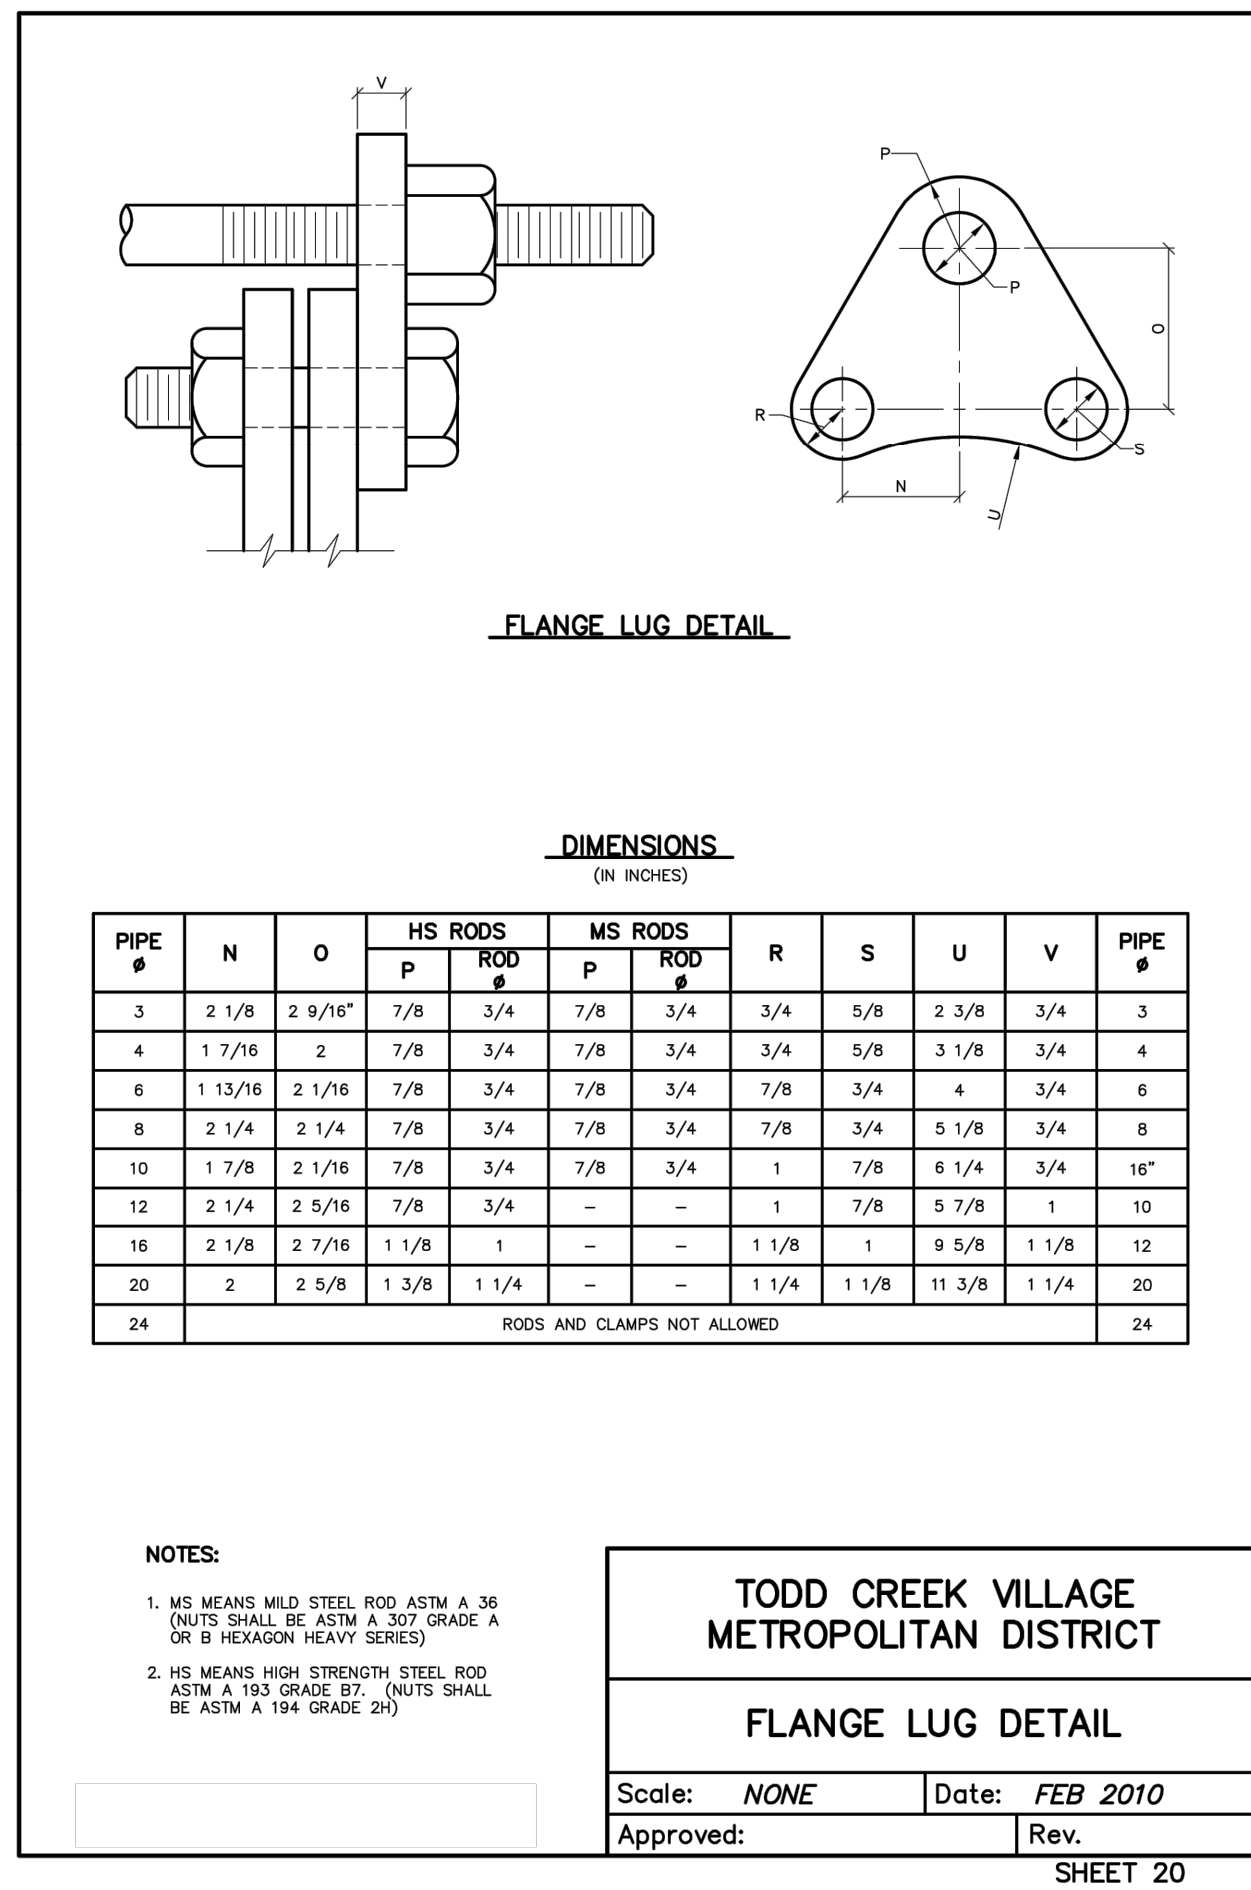 V
P
P
O
R
S
N
U
FLANGE LUG DETAIL
DIMENSIONS
(IN INCHES)
PIPE ø N O HS RODS MS RODS R S U V PIPE ø
P ROD ø P ROD ø
3 2 1/8 2 9/16" 7/8 3/4 7/8 3/4 3/4 5/8 2 3/8 3/4 3
4 1 7/16 2 7/8 3/4 7/8 3/4 3/4 5/8 3 1/8 3/4 4
6 1 13/16 2 1/16 7/8 3/4 7/8 3/4 7/8 3/4 4 3/4 6
8 2 1/4 2 1/4 7/8 3/4 7/8 3/4 7/8 3/4 5 1/8 3/4 8
10 1 7/8 2 1/16 7/8 3/4 7/8 3/4 1 7/8 6 1/4 3/4 16"
12 2 1/4 2 5/16 7/8 3/4 – – 1 7/8 5 7/8 1 10
16 2 1/8 2 7/16 1 1/8 1 – – 1 1/8 1 9 5/8 1 1/8 12
20 2 2 5/8 1 3/8 1 1/4 – – 1 1/4 1 1/8 11 3/8 1 1/4 20
24 RODS AND CLAMPS NOT ALLOWED 24
NOTES:
1. MS MEANS MILD STEEL ROD ASTM A 36
(NUTS SHALL BE ASTM A 307 GRADE A
OR B HEXAGON HEAVY SERIES)
2. HS MEANS HIGH STRENGTH STEEL ROD
ASTM A 193 GRADE B7. (NUTS SHALL
BE ASTM A 194 GRADE 2H)
TODD CREEK VILLAGE
METROPOLITAN DISTRICT
FLANGE LUG DETAIL
Scale: NONE Date: FEB 2010
Approved: Rev.
SHEET 20